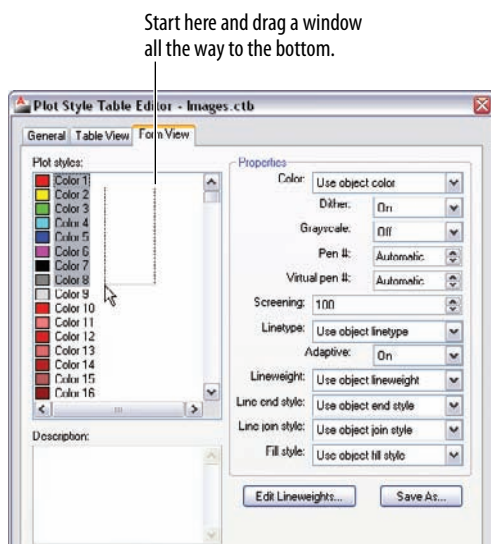 Start here and drag a window
all the way to the bottom.
Plot Style Table Editor - Images.ctb
General Table View Form View
Plot styles:
Color 1
Color 2
Color 3
Color 4
Color 5
Color 6
Color 7
Color 8
Color 9
Color 10
Color 11
Color 12
Color 13
Color 14
Color 15
Color 16
Description:
Properties
Color: Use object color
Dither: On
Grayscale: Off
Pen #: Automatic
Virtual pen #: Automatic
Screening: 100
Linetype: Use object linetype
Adaptive: On
Lineweight: Use object lineweight
Line end style: Use object end style
Line join style: Use object join style
Fill style: Use object fill style
Edit Lineweights... Save As...